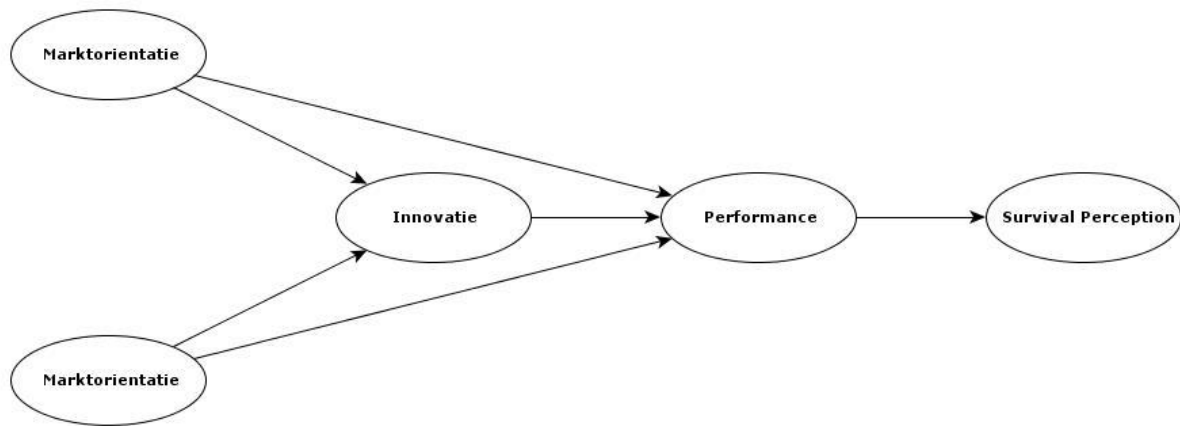 Marktorientatie
Innovatie
Performance
Survival Perception
Marktorientatie